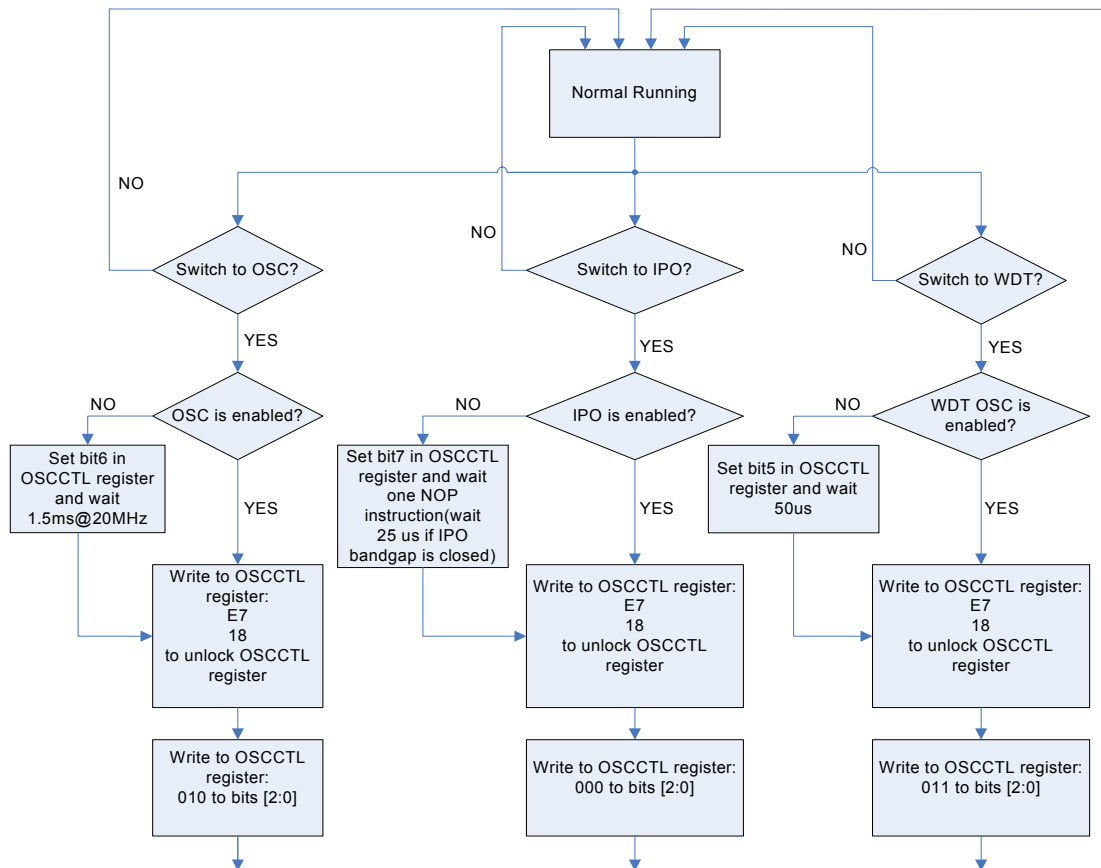 Normal Running
NO
NO
NO
Switch to OSC?
Switch to IPO?
Switch to WDT?
YES
YES
YES
OSC is enabled?
IPO is enabled?
WDT OSC is
enabled?
NO
NO
NO
Set bit6 in
OSCCTL register
and wait
1.5ms@20MHz
Set bit7 in OSCCTL
register and wait
one NOP
instruction(wait
25 us if IPO
bandgap is closed)
Set bit5 in OSCCTL
register and wait
50us
YES
YES
YES
Write to OSCCTL
register:
E7
18
to unlock OSCCTL
register
Write to OSCCTL register:
E7
18
to unlock OSCCTL
register
Write to OSCCTL register:
E7
18
to unlock OSCCTL
register
Write to OSCCTL
register:
010 to bits [2:0]
Write to OSCCTL register:
000 to bits [2:0]
Write to OSCCTL register:
011 to bits [2:0]